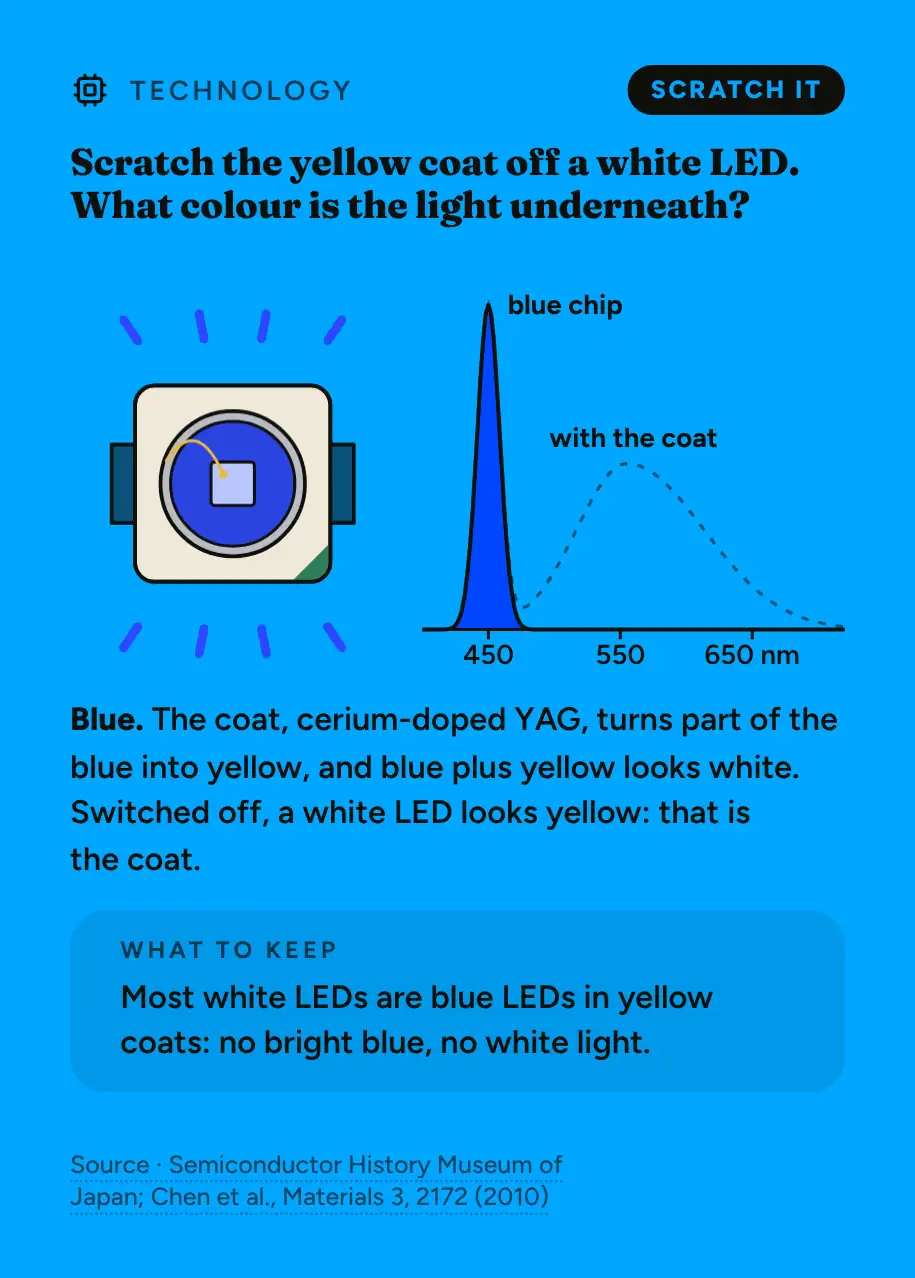 TECHNOLOGY
SCRATCH IT
Scratch the yellow coat off a white LED.
What colour is the light underneath?
blue chip
with the coat
450
550
650 nm
Blue. The coat, cerium-doped YAG, turns part of the
blue into yellow, and blue plus yellow looks white.
Switched off, a white LED looks yellow: that is
the coat.
WHAT TO KEEP
Most white LEDs are blue LEDs in yellow
coats: no bright blue, no white light.
Source · Semiconductor History Museum of
Japan; Chen et al., Materials 3, 2172 (2010)